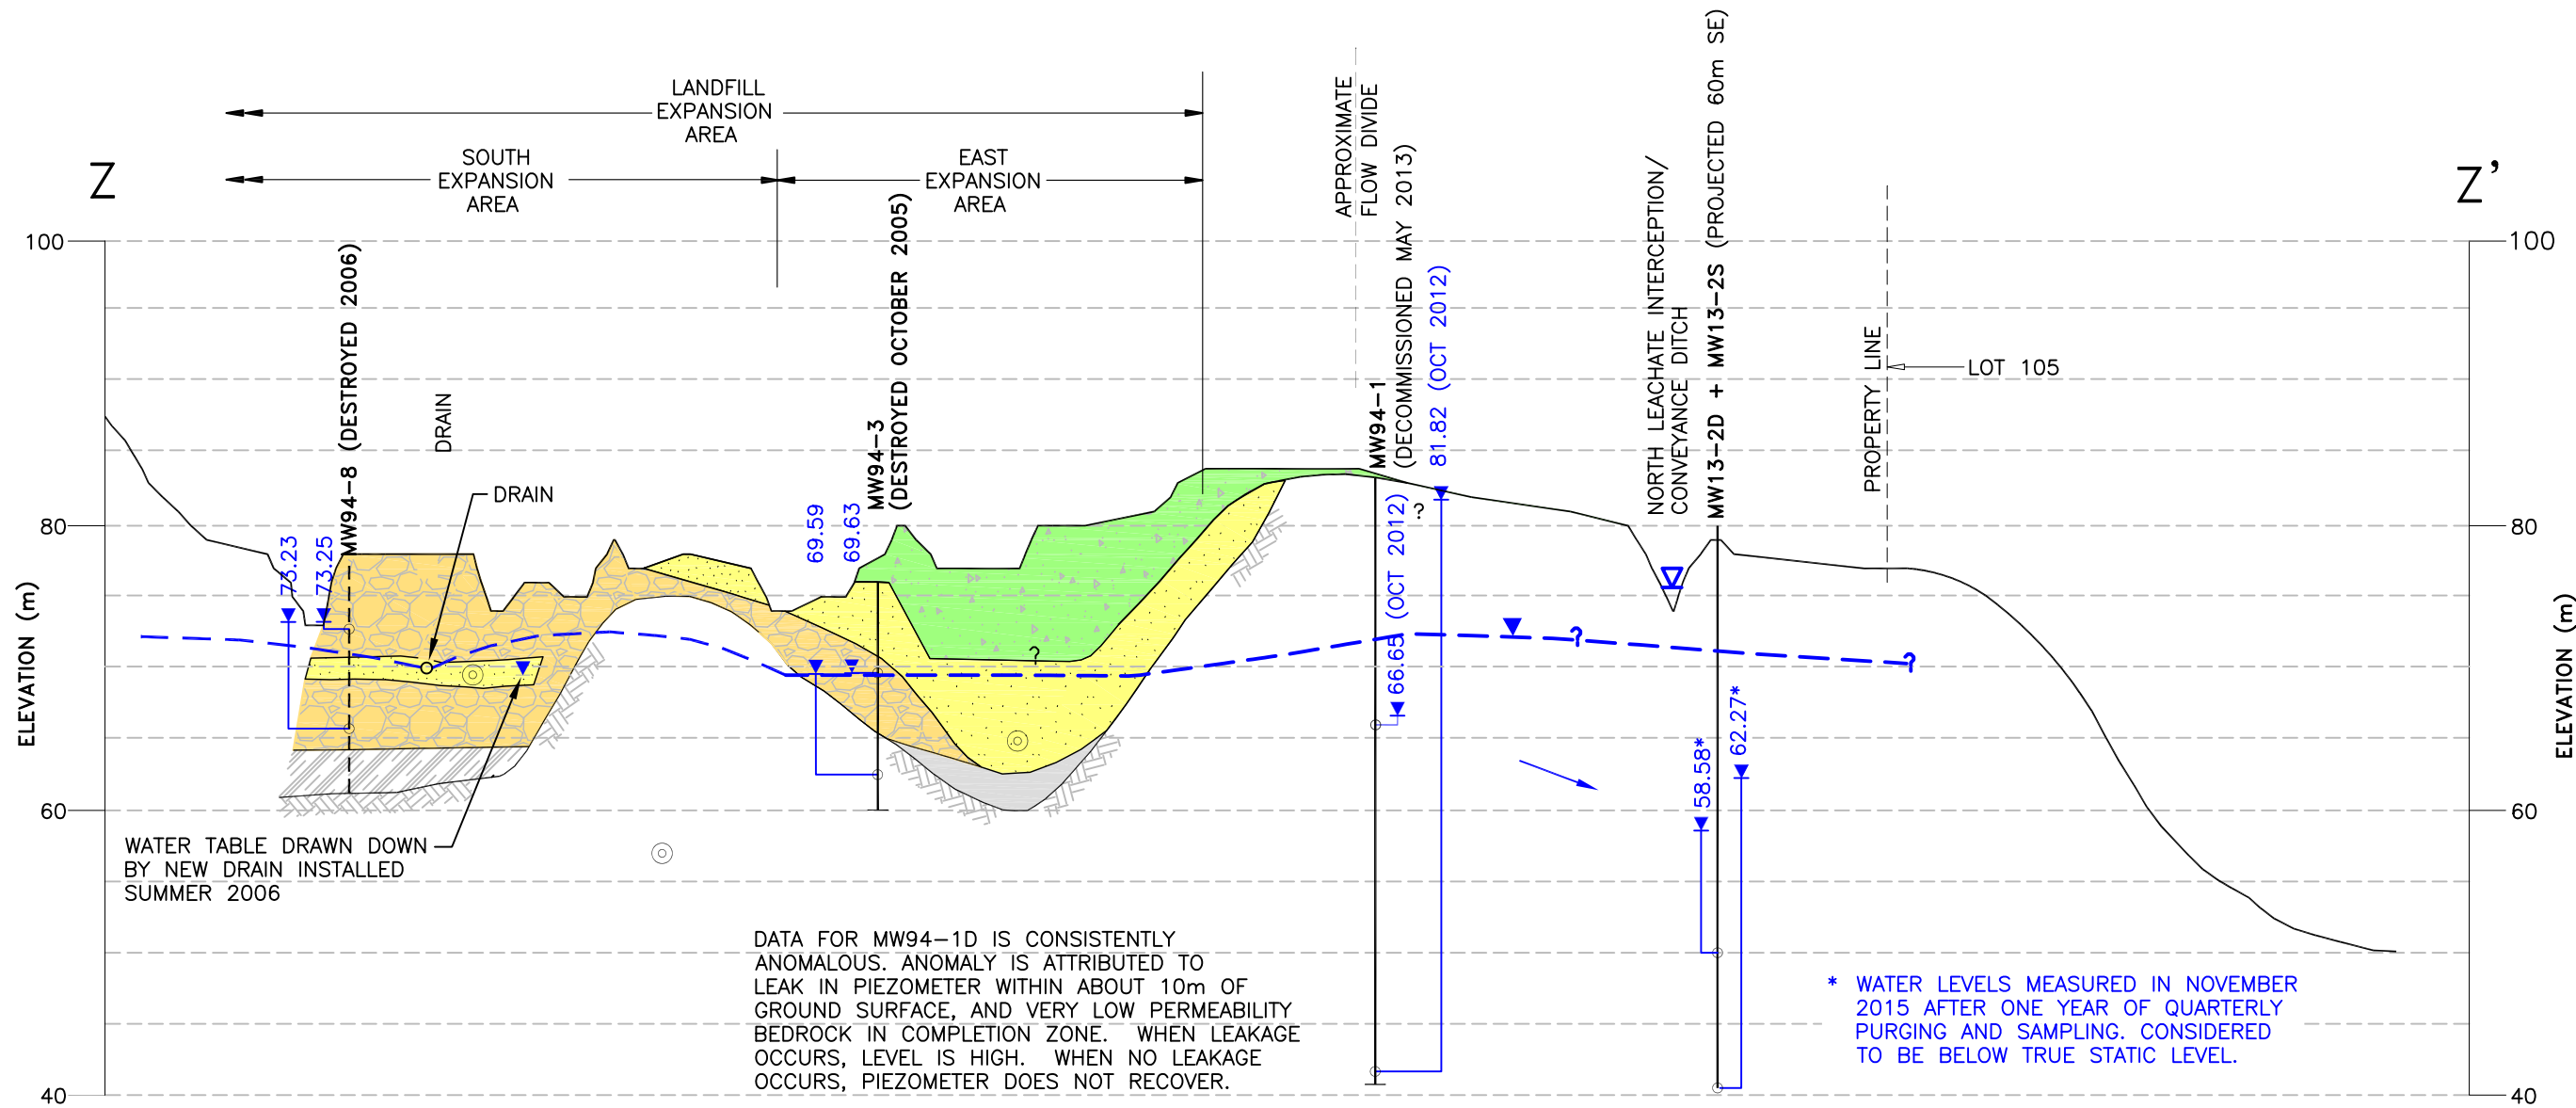 LANDFILL
EXPANSION
AREA
SOUTH
EXPANSION
AREA
EAST
EXPANSION
AREA
Z
Z'
APPROXIMATE
FLOW DIVIDE
MW94-1
(DECOMMISSIONED MAY 2013)
81.82 (OCT 2012)
66.65 (OCT 2012)
NORTH LEACHATE INTERCEPTION/
CONVEYANCE DITCH
MW13-2D + MW13-2S (PROJECTED 60m SE)
PROPERTY LINE
LOT 105
100
80
60
40
ELEVATION (m)
100
80
60
40
ELEVATION (m)
MW94-8 (DESTROYED 2006)
73.23
73.25
DRAIN
DRAIN
69.59
69.63
MW94-3
(DESTROYED OCTOBER 2005)
?
?
?
?
58.58*
62.27*
WATER TABLE DRAWN DOWN
BY NEW DRAIN INSTALLED
SUMMER 2006
DATA FOR MW94-1D IS CONSISTENTLY
ANOMALOUS. ANOMALY IS ATTRIBUTED TO
LEAK IN PIEZOMETER WITHIN ABOUT 10m OF
GROUND SURFACE, AND VERY LOW PERMEABILITY
BEDROCK IN COMPLETION ZONE. WHEN LEAKAGE
OCCURS, LEVEL IS HIGH. WHEN NO LEAKAGE
OCCURS, PIEZOMETER DOES NOT RECOVER.
* WATER LEVELS MEASURED IN NOVEMBER
2015 AFTER ONE YEAR OF QUARTERLY
PURGING AND SAMPLING. CONSIDERED
TO BE BELOW TRUE STATIC LEVEL.